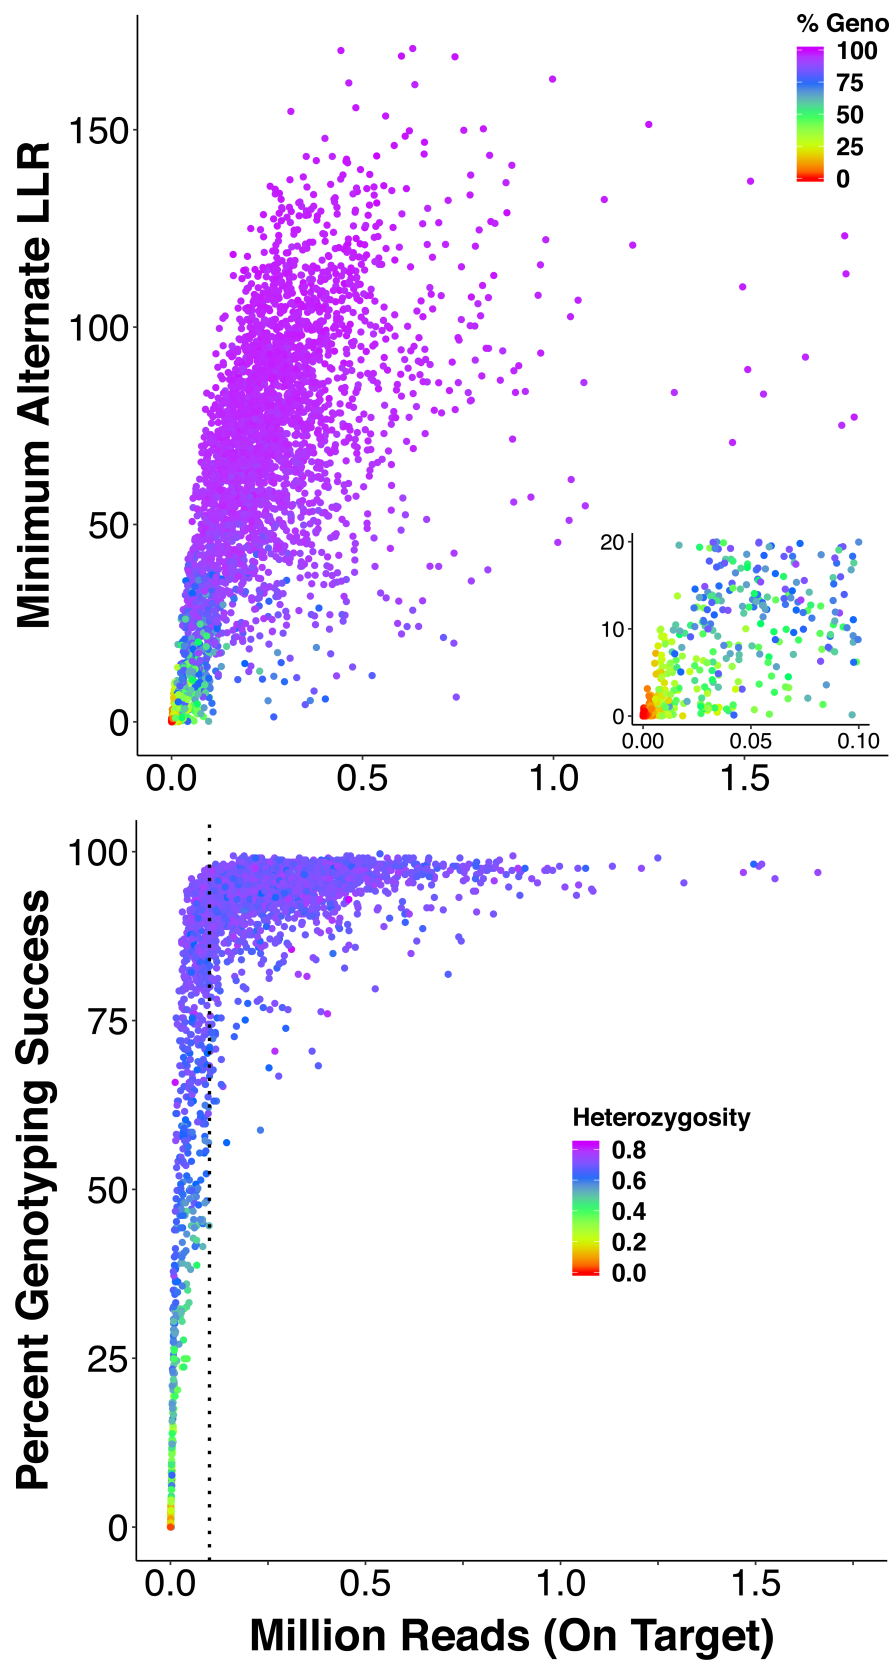 % Geno
100
75
50
25
0
Minimum Alternate LLR
150
100
50
0
20
10
0
0.00 0.05 0.10
0.0 0.5 1.0 1.5
Percent Genotyping Success
100
75
50
25
0
Heterozygosity
0.8
0.6
0.4
0.2
0.0
0.0 0.5 1.0 1.5
Million Reads (On Target)